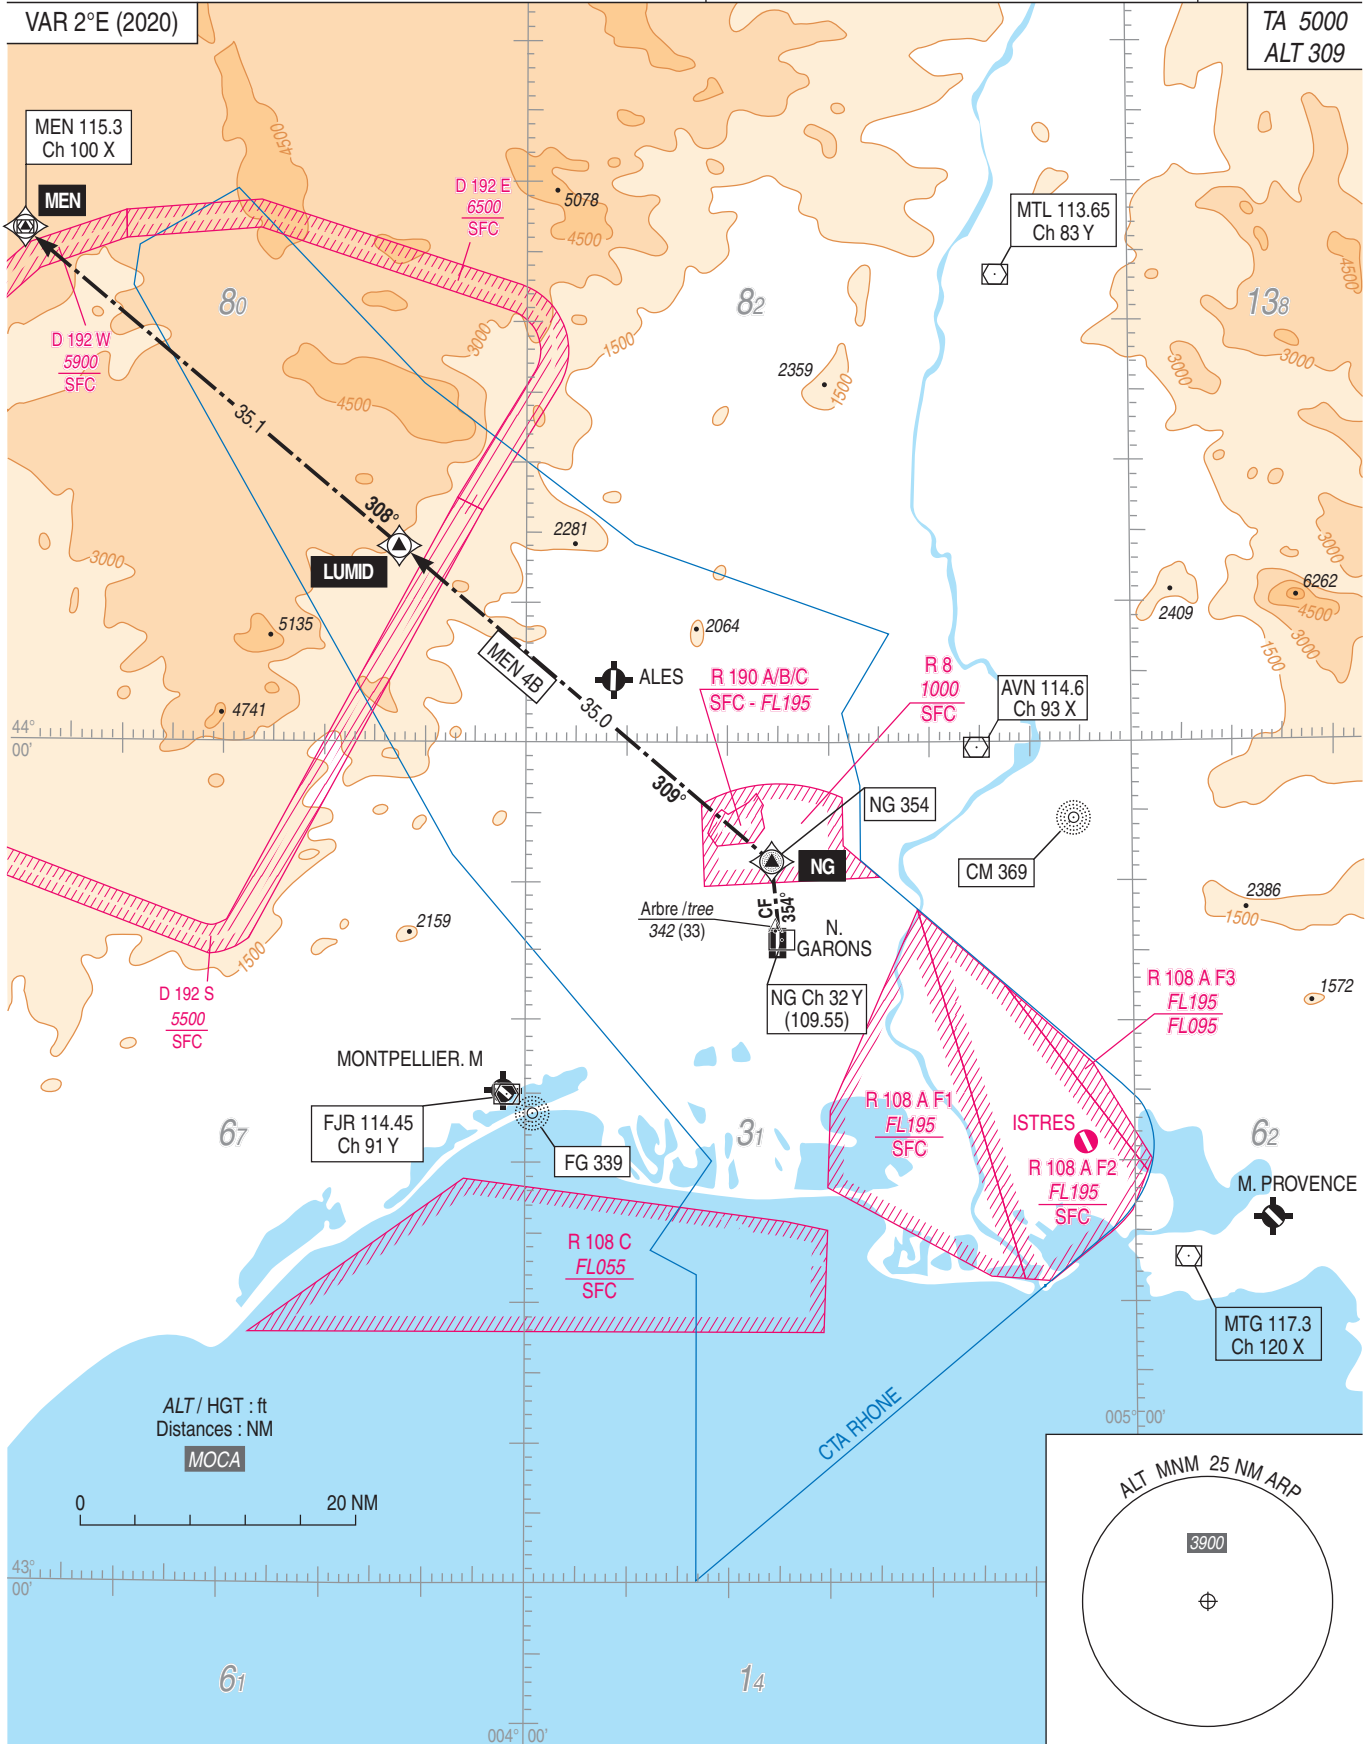 VAR 2°E (2020)
TA 5000
ALT 309
MEN 115.3
Ch 100 X
MEN
4500
D 192 E
6500
SFC
5078
4500
MTL 113.65
Ch 83 Y
4500
80
82
138
D 192 W
5900
SFC
3000
1500
3000
3000
2359
1500
4500
35.1
308°
LUMID
2281
3000
3000
6262
4500
3000
1500
2409
5135
2064
MEN 4B
ALES
R 190 A/B/C
SFC - FL195
R 8
1000
SFC
AVN 114.6
Ch 93 X
4741
35.0
44°
00'
309°
NG 354
NG
CM 369
CF
354°
Arbre /tree
342 (33)
N.
GARONS
2386
1500
2159
1500
D 192 S
5500
SFC
NG Ch 32 Y
(109.55)
R 108 A F3
FL195
FL095
1572
MONTPELLIER. M
FJR 114.45
Ch 91 Y
FG 339
R 108 A F1
FL195
SFC
ISTRES
R 108 A F2
FL195
SFC
67
31
62
M. PROVENCE
R 108 C
FL055
SFC
MTG 117.3
Ch 120 X
ALT / HGT : ft
Distances : NM
MOCA
0 20 NM
CTA RHONE
005° 00'
ALT MNM 25 NM ARP
3900
43°
00'
61
14
004° 00'